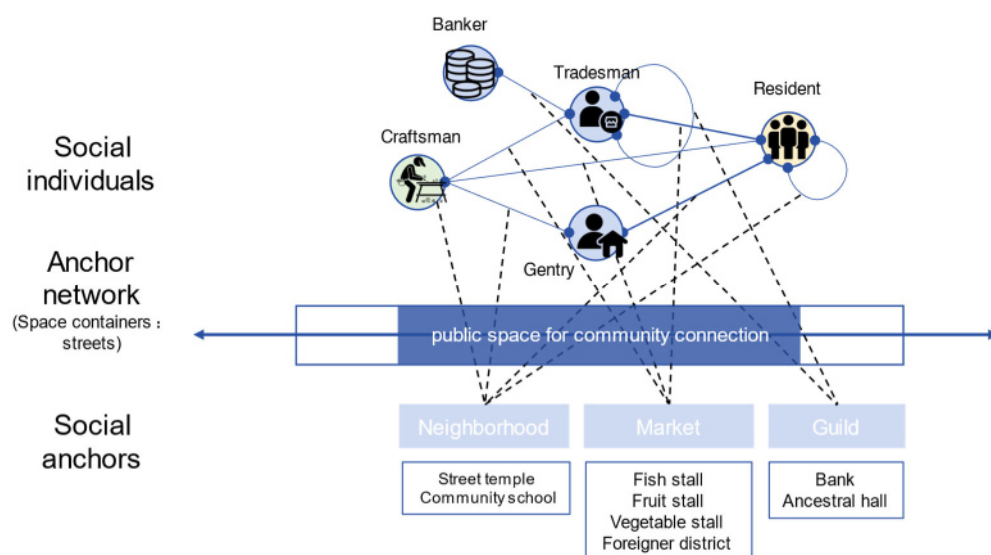 Banker
Tradesman
Resident
Craftsman
Social
individuals
Gentry
Anchor
network
(Space containers：
streets)
public space for community connection
Social
anchors
Neighborhood
Market
Guild
Street temple
Community school
Fish stall
Fruit stall
Vegetable stall
Foreigner district
Bank
Ancestral hall